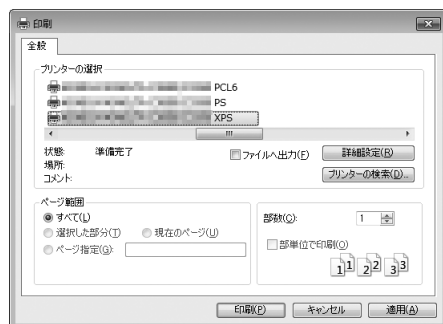 印刷
全般
プリンターの選択
PCL6
PS
XPS
状態: 準備完了
場所:
コメント:
ファイルへ出力(F)
詳細設定(R)
プリンターの検索(D)...
ページ範囲
すべて(L)
選択した部分(T) 現在のページ(U)
ページ指定(G):
部数(C): 1
部単位で印刷(O)
1 1 2 2 3 3
印刷(P) キャンセル 適用(A)